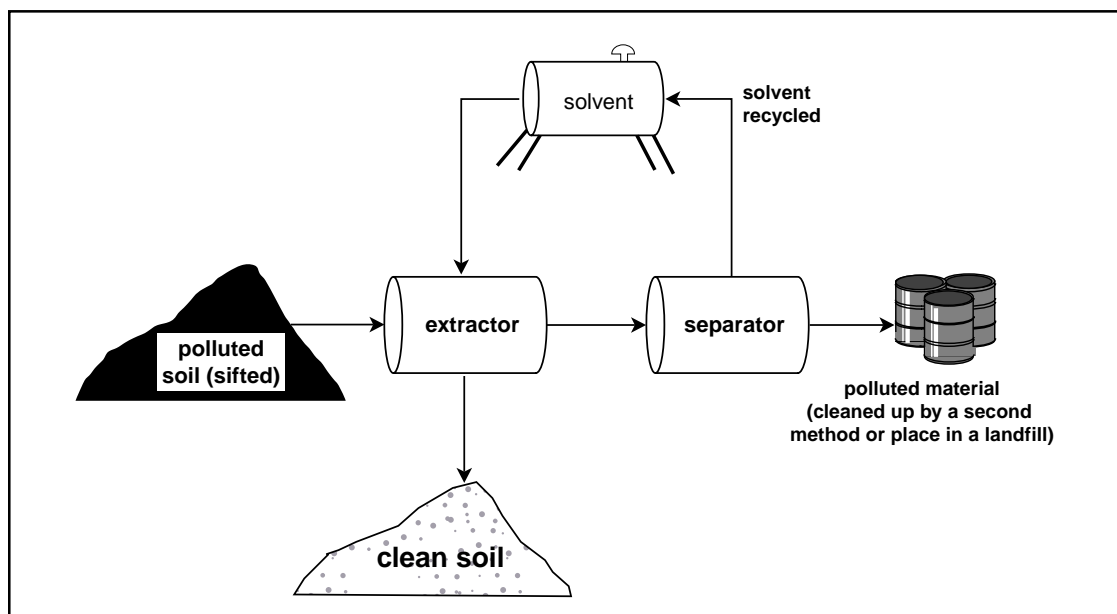 solvent
solvent
recycled
extractor
separator
polluted
soil (sifted)
polluted material
(cleaned up by a second
method or place in a landfill)
clean soil